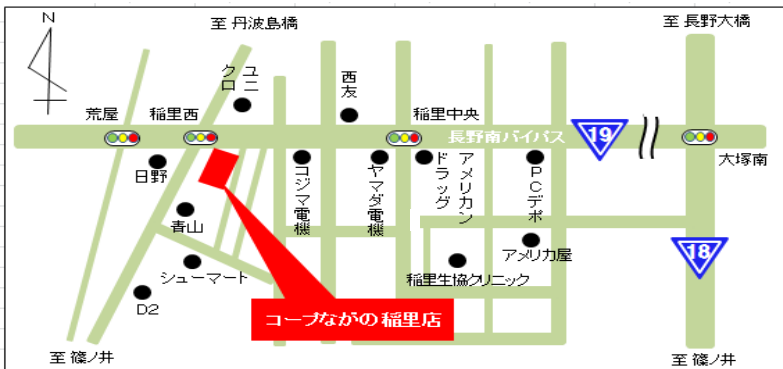 N
至 丹波島橋
至 長野大橋
ユニ
クロ
西友
荒屋
稲里西
稲里中央
長野南バイパス
19
大塚南
日野
コジマ電機
ヤマダ電機
アメリカン
ドラッグ
PCデポ
青山
シューマート
稲里生協クリニック
アメリカ屋
18
D2
コープながの 稲里店
至 篠ノ井
至 篠ノ井